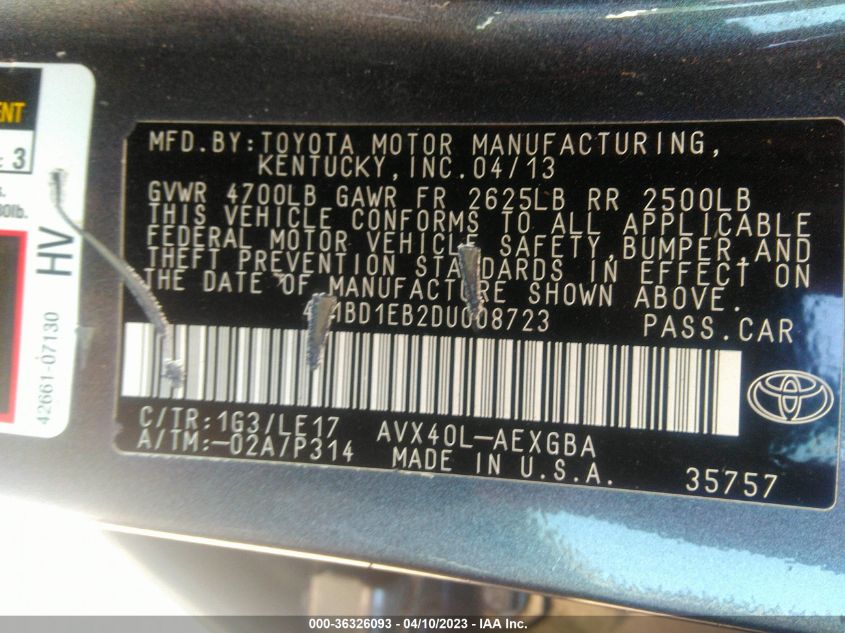 ENT
: 3
s.
00lb.
HV
42661-07130
MFD.BY:TOYOTA MOTOR MANUFACTURING,
KENTUCKY,INC.04/13
GVWR 4700LB GAWR FR 2625LB RR 2500LB
THIS VEHICLE CONFORMS TO ALL APPLICABLE
FEDERAL MOTOR VEHICLE SAFETY,BUMPER,AND
THEFT PREVENTION STANDARDS IN EFFECT ON
THE DATE OF MANUFACTURE SHOWN ABOVE.
BD1EB2DU008723 PASS.CAR
C/TR:1G3/LE17 AVX40L-AEXGBA
A/TM:-02A/P314 MADE IN U.S.A. 35757
000-36326093 - 04/10/2023 - IAA Inc.